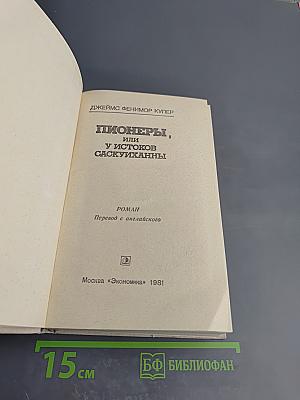 ДЖЕЙМС ФЕНИМОР КУПЕР
ПИОНЕРЫ,
ИЛИ
У ИСТОКОВ
САСКУИХАННЫ
РОМАН
Перевод с английского
Москва «Экономика» 1981
15 см
БФ БИБЛИОФАН